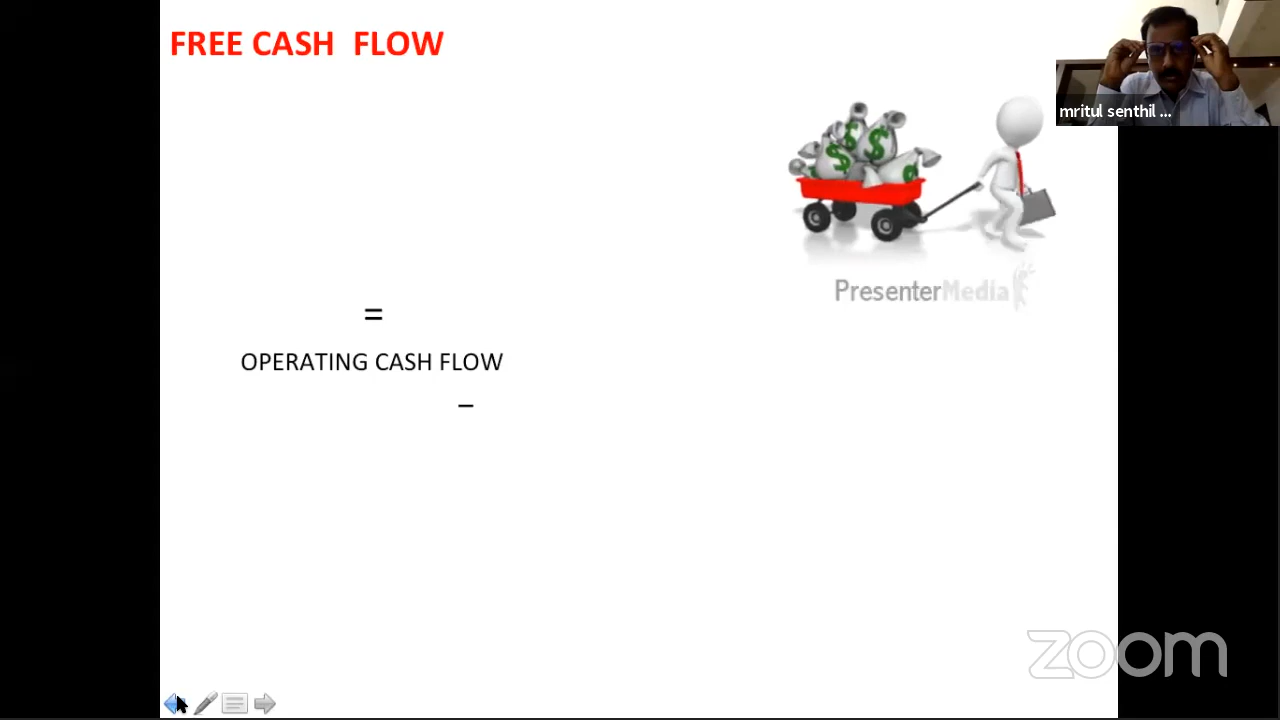 FREE CASH FLOW
mritul senthil ...
$ $ $
PresenterMedia
=
OPERATING CASH FLOW
–
zoom